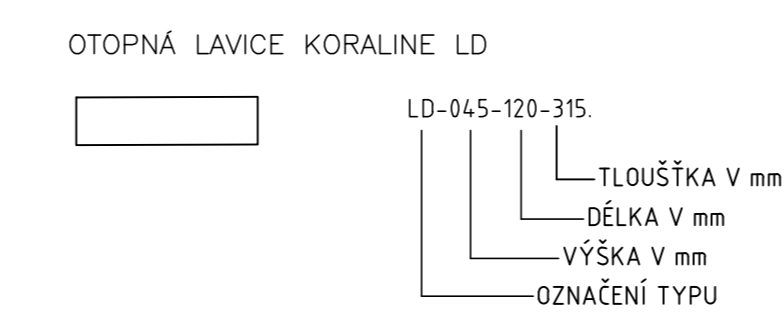 OTOPNÁ LAVICE KORALINE LD
LD-045-120-315.
TLOUŠŤKA V mm
DÉLKA V mm
VÝŠKA V mm
OZNAČENÍ TYPU